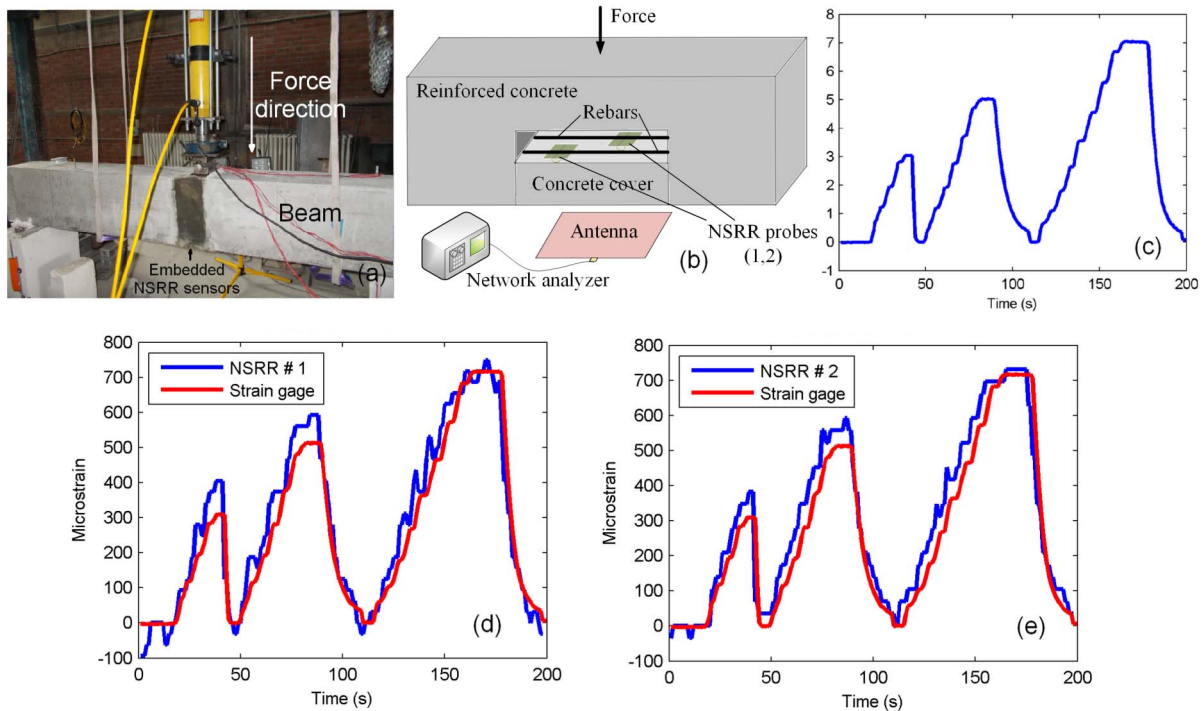 Force
direction
Beam
Embedded
NSRR sensors
(a)
Force
Reinforced concrete
Rebars
Concrete cover
Antenna
NSRR probes
(1,2)
Network analyzer
(b)
8
7
6
5
4
3
2
1
0
-1
0
50
100
150
200
Time (s)
(c)
800
700
600
500
400
300
200
100
0
-100
Microstrain
NSRR # 1
Strain gage
0
50
100
150
200
Time (s)
(d)
800
700
600
500
400
300
200
100
0
-100
Microstrain
NSRR # 2
Strain gage
0
50
100
150
200
Time (s)
(e)